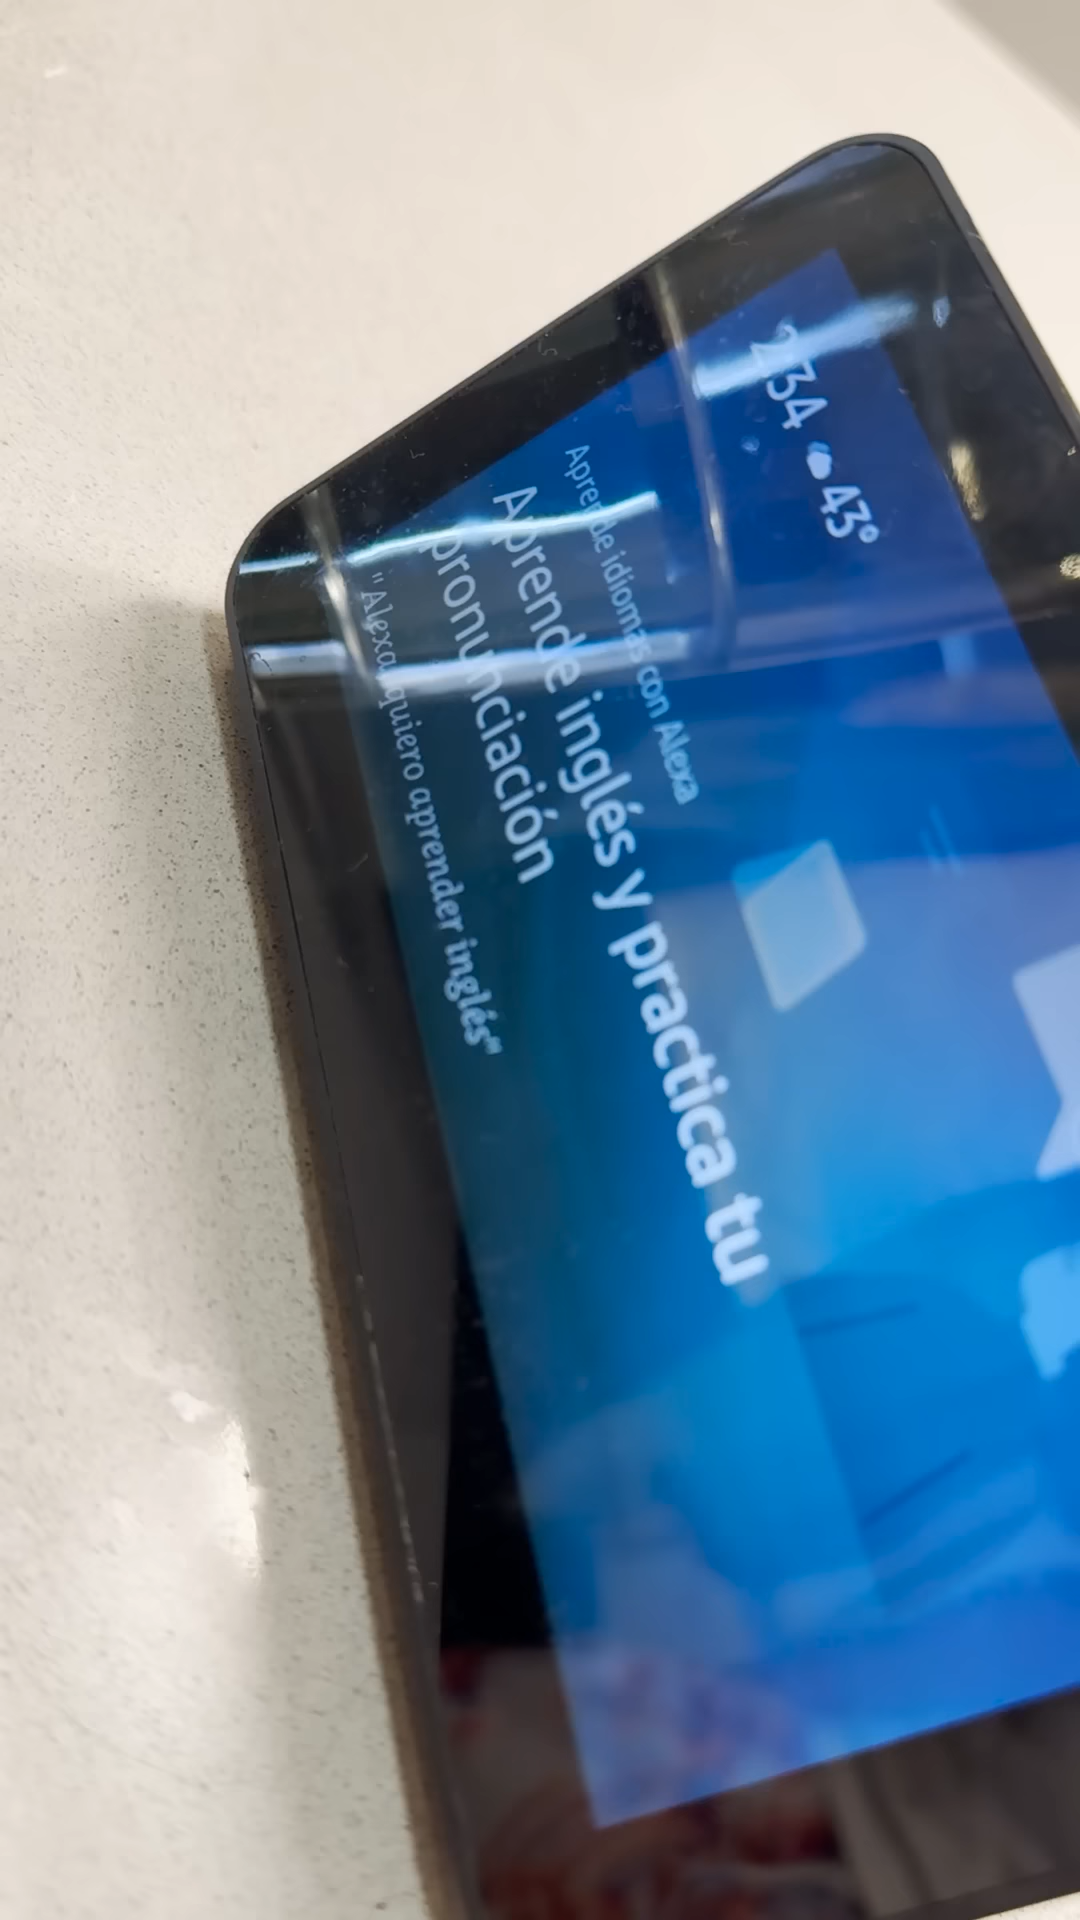 2:34 43°
Aprende idiomas con Alexa
Aprende inglés y practica tu
pronunciación
"Alexa, quiero aprender inglés"